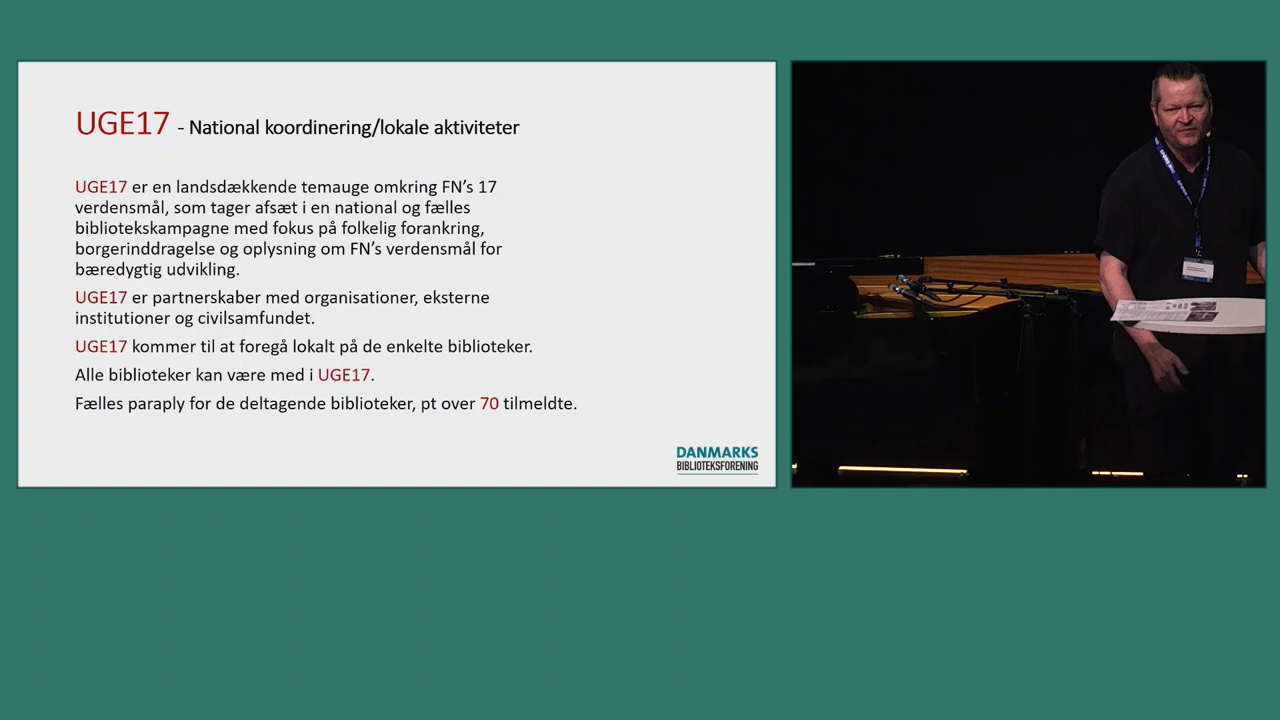 UGE17 - National koordinering/lokale aktiviteter
UGE17 er en landsdækkende temauge omkring FN's 17
verdensmål, som tager afsæt i en national og fælles
bibliotekskampagne med fokus på folkelig forankring,
borgerinddragelse og oplysning om FN's verdensmål for
bæredygtig udvikling.
UGE17 er partnerskaber med organisationer, eksterne
institutioner og civilsamfundet.
UGE17 kommer til at foregå lokalt på de enkelte biblioteker.
Alle biblioteker kan være med i UGE17.
Fælles paraply for de deltagende biblioteker, pt over 70 tilmeldte.
DANMARKS
BIBLIOTEKSFORENING